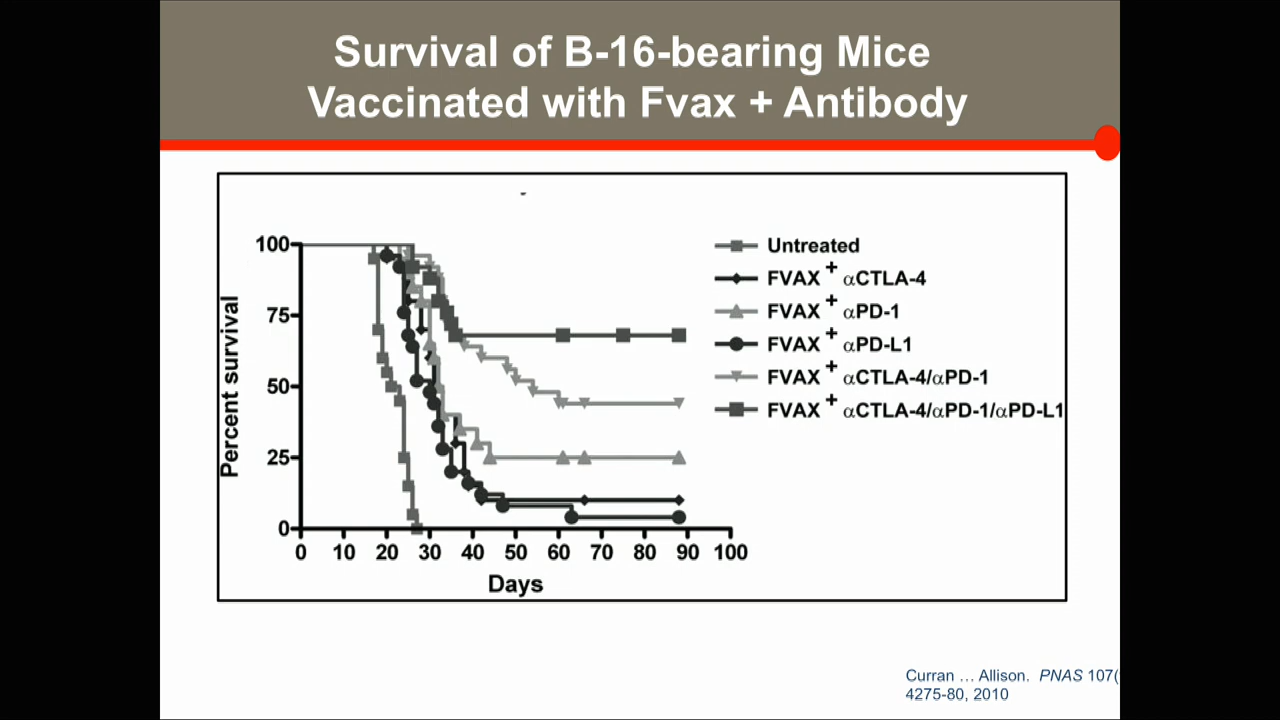 Survival of B-16-bearing Mice
Vaccinated with Fvax + Antibody
100
75
50
25
0
Percent survival
0 10 20 30 40 50 60 70 80 90 100
Days
Untreated
FVAX + αCTLA-4
FVAX + αPD-1
FVAX + αPD-L1
FVAX + αCTLA-4/αPD-1
FVAX + αCTLA-4/αPD-1/αPD-L1
Curran … Allison. PNAS 107(
4275-80, 2010